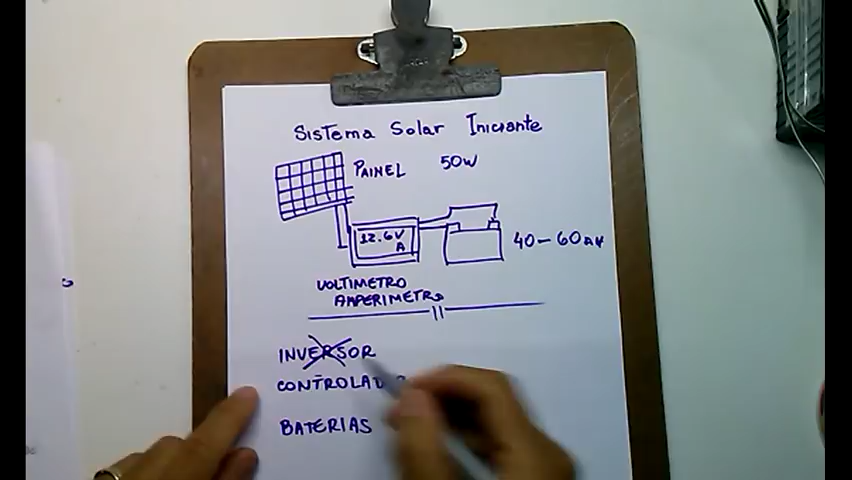 Sistema Solar Iniciante
PAINEL 50W
12.6V
A
40-60AH
VOLTIMETRO
AMPERIMETRO
INVERSOR
BATERIAS